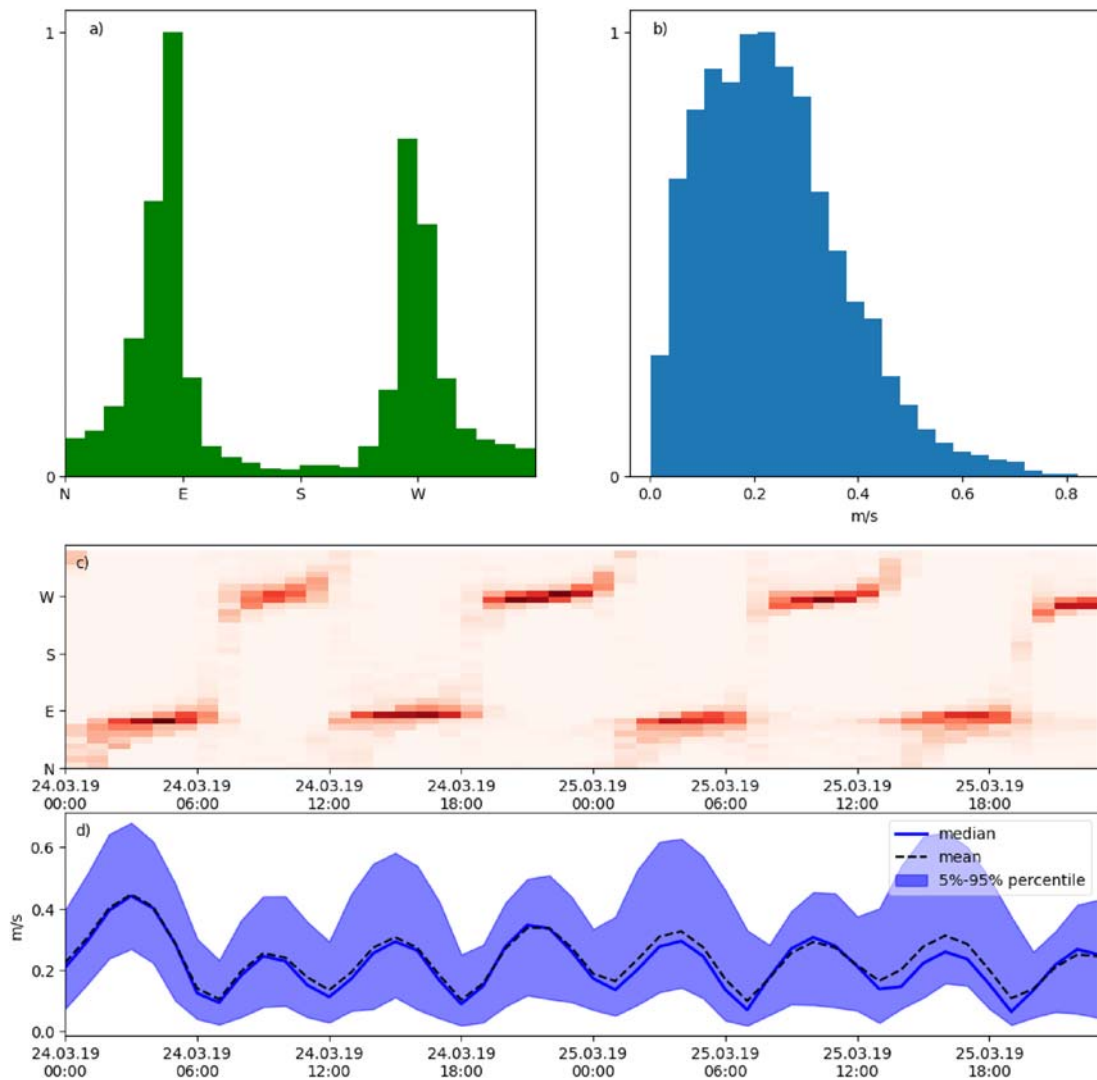 a)
b)
1
1
0
0
N E S W
0.0 0.2 0.4 0.6 0.8
m/s
c)
W
S
E
N
24.03.19 24.03.19 24.03.19 24.03.19 25.03.19 25.03.19 25.03.19 25.03.19
00:00 06:00 12:00 18:00 00:00 06:00 12:00 18:00
d)
median
mean
5%-95% percentile
0.6
0.4
0.2
0.0
m/s
24.03.19 24.03.19 24.03.19 24.03.19 25.03.19 25.03.19 25.03.19 25.03.19
00:00 06:00 12:00 18:00 00:00 06:00 12:00 18:00